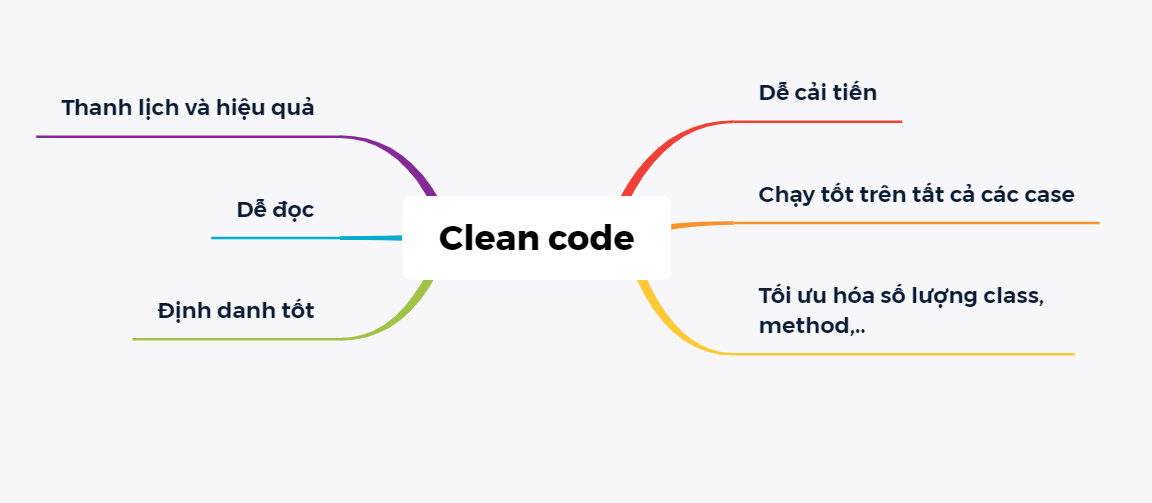 Thanh lịch và hiệu quả
Dễ đọc
Định danh tốt
Clean code
Dễ cải tiến
Chạy tốt trên tất cả các case
Tối ưu hóa số lượng class,
method,..